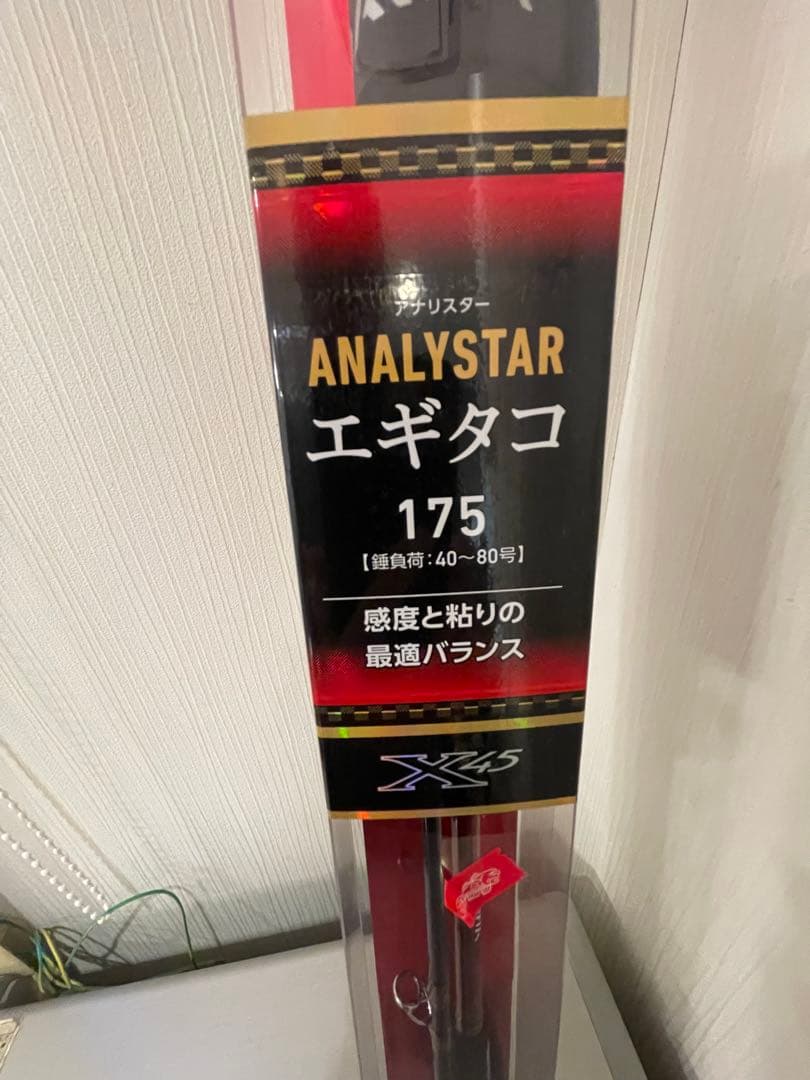 アナリスター
ANALYSTAR
エギタコ
175
【錘負荷：40～80号】
感度と粘りの
最適バランス
X45